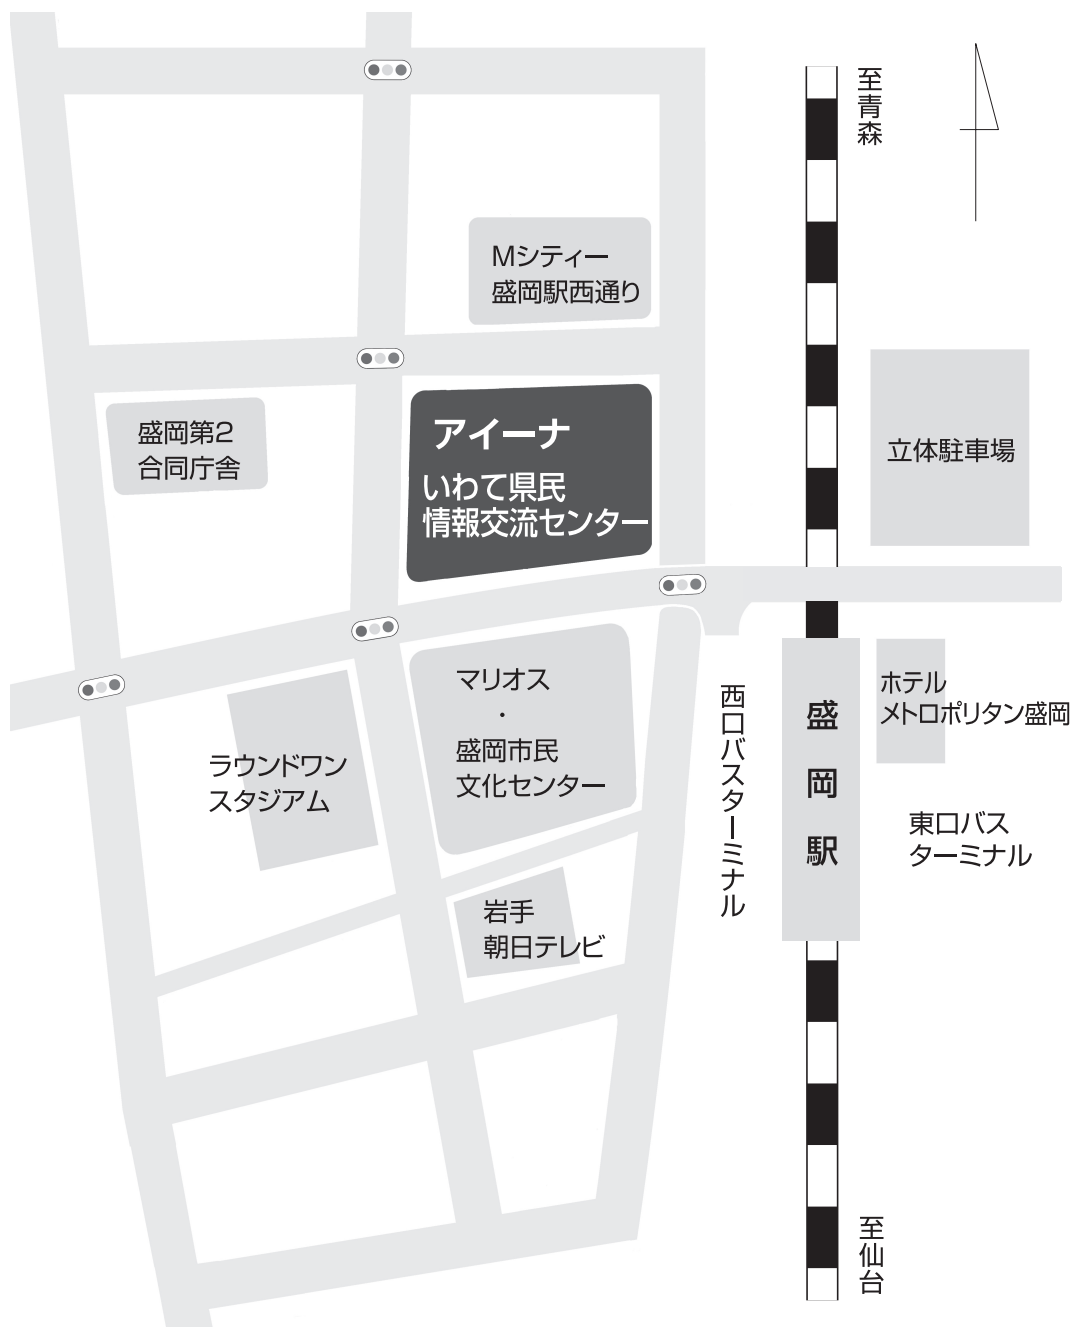 至青森
Mシティー
盛岡駅西通り
盛岡第2
合同庁舎
アイーナ
いわて県民
情報交流センター
立体駐車場
マリオス
・
盛岡市民
文化センター
ラウンドワン
スタジアム
岩手
朝日テレビ
西口バスターミナル
盛岡駅
ホテル
メトロポリタン盛岡
東口バス
ターミナル
至仙台